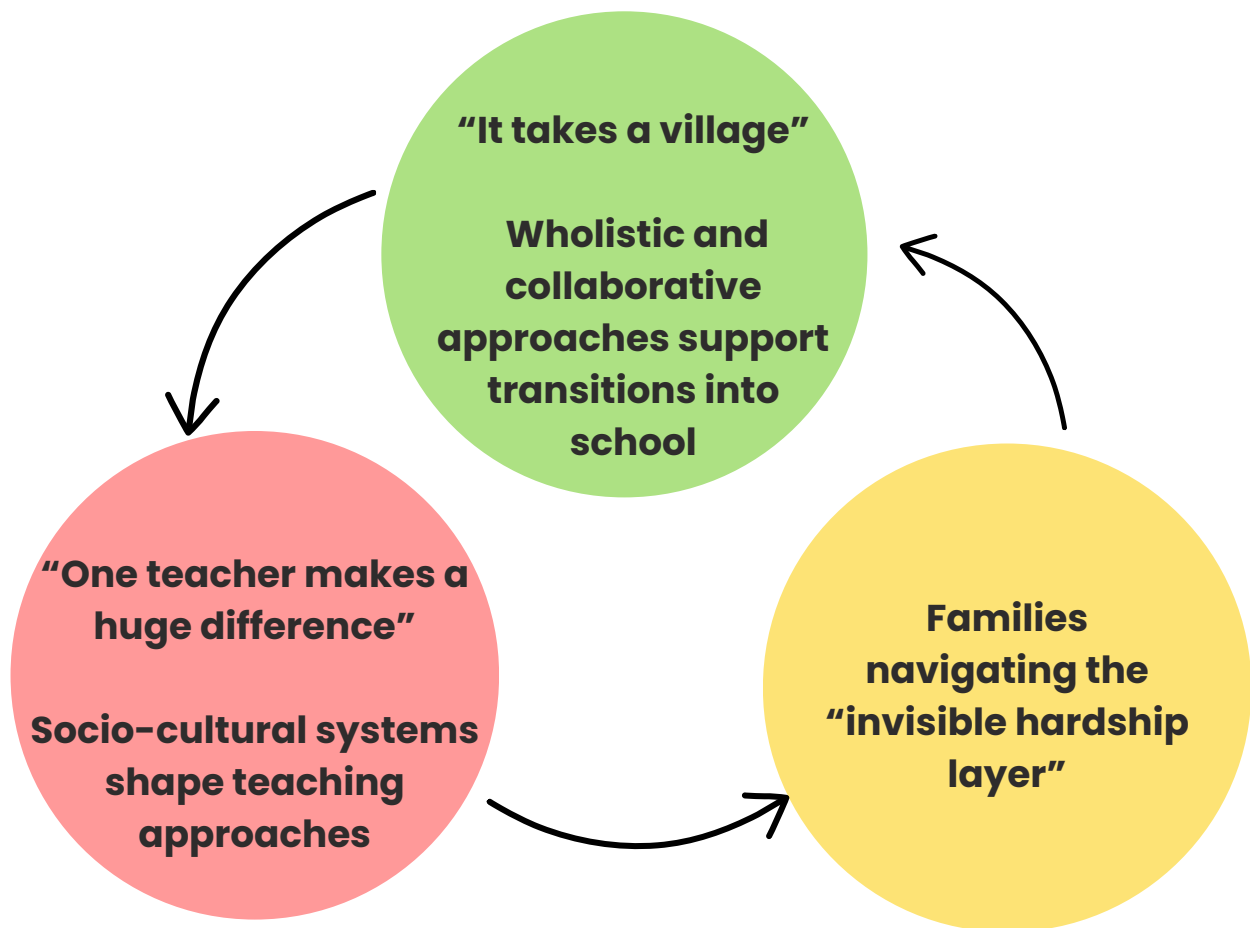 “It takes a village”
Wholistic and
collaborative
approaches support
transitions into
school
“One teacher makes a
huge difference”
Socio-cultural systems
shape teaching
approaches
Families
navigating the
“invisible hardship
layer”